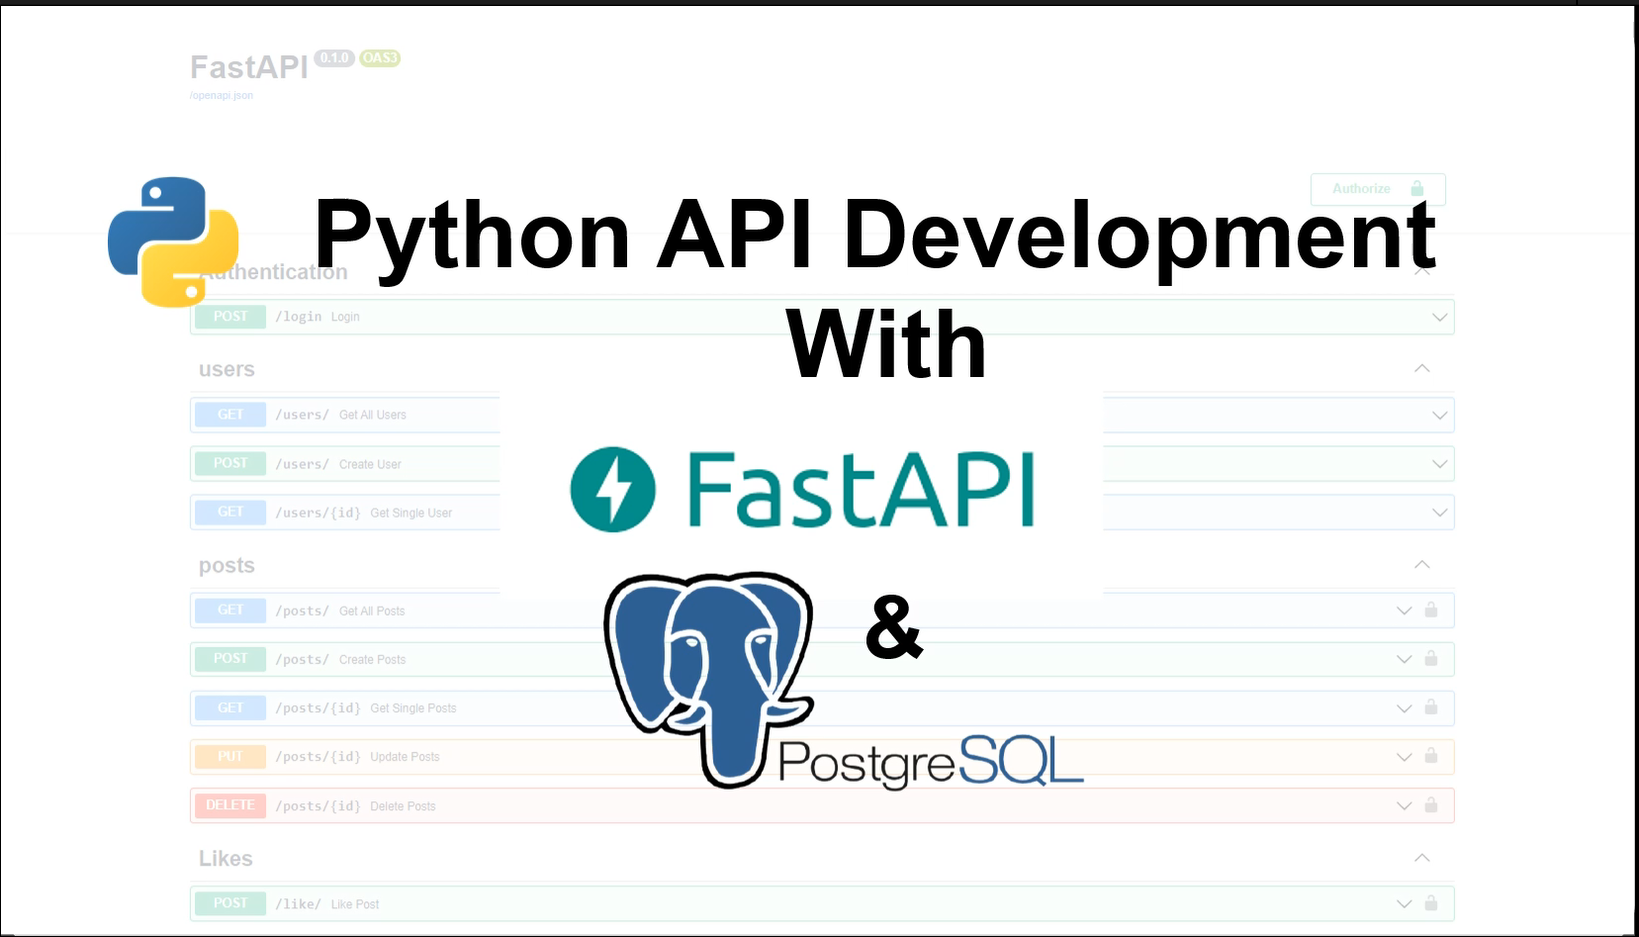 FastAPI 0.1.0 OAS3
/openapi.json
Authorize
Python API Development
With
Authentication
POST /login Login
users
GET /users/ Get All Users
POST /users/ Create User
GET /users/{id} Get Single User
FastAPI
posts
GET /posts/ Get All Posts
&
POST /posts/ Create Posts
GET /posts/{id} Get Single Posts
PUT /posts/{id} Update Posts
PostgreSQL
DELETE /posts/{id} Delete Posts
Likes
POST /like/ Like Post